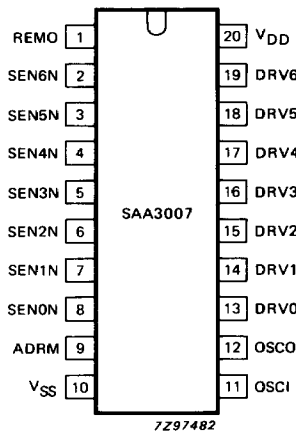 REMO 1 20 VDD
SEN6N 2 19 DRV6
SEN5N 3 18 DRV5
SEN4N 4 17 DRV4
SEN3N 5 16 DRV3
SAA3007
SEN2N 6 15 DRV2
SEN1N 7 14 DRV1
SEN0N 8 13 DRV0
ADRM 9 12 OSCO
VSS 10 11 OSCI
7Z97482